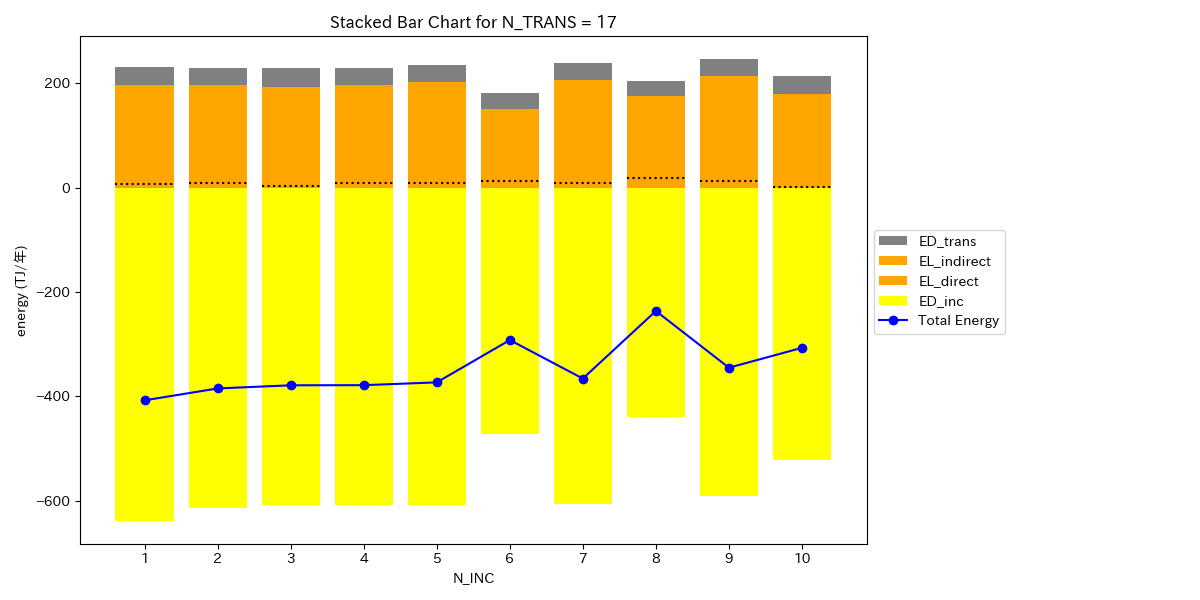 Stacked Bar Chart for N_TRANS = 17
energy (TJ/年)
200
0
−200
−400
−600
1 2 3 4 5 6 7 8 9 10
N_INC
ED_trans
EL_indirect
EL_direct
ED_inc
Total Energy